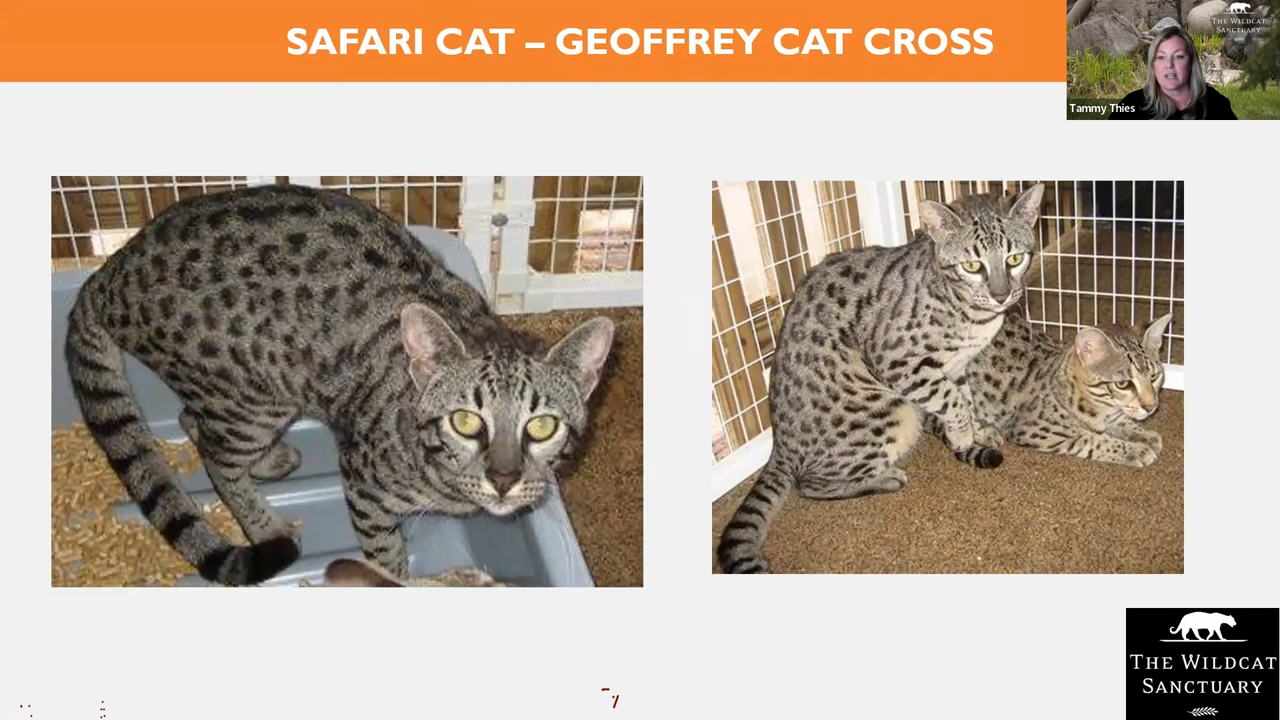 SAFARI CAT – GEOFFREY CAT CROSS
THE WILDCAT
SANCTUARY
Tammy Thies
THE WILDCAT
SANCTUARY